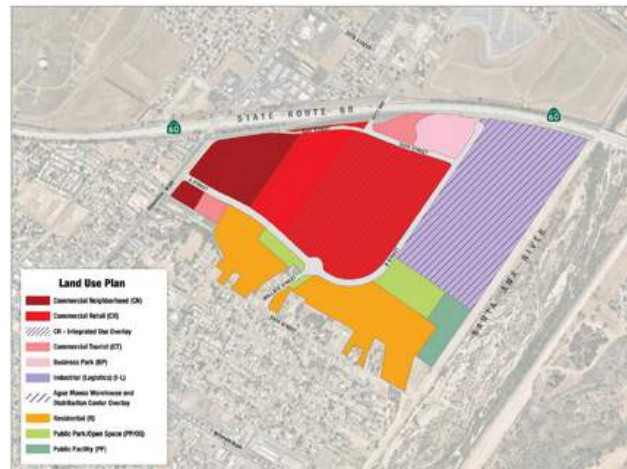 STATE ROUTE 60
60
60
SANTA ANA RIVER
Land Use Plan
Commercial Neighborhood (CN)
Commercial Retail (CR)
CR - Integrated Use Overlay
Commercial Tourist (CT)
Business Park (BP)
Industrial (Logistics) (I-L)
Agua Mansa Warehouse and
Distribution Center Overlay
Residential (R)
Public Park/Open Space (PP/OS)
Public Facility (PF)